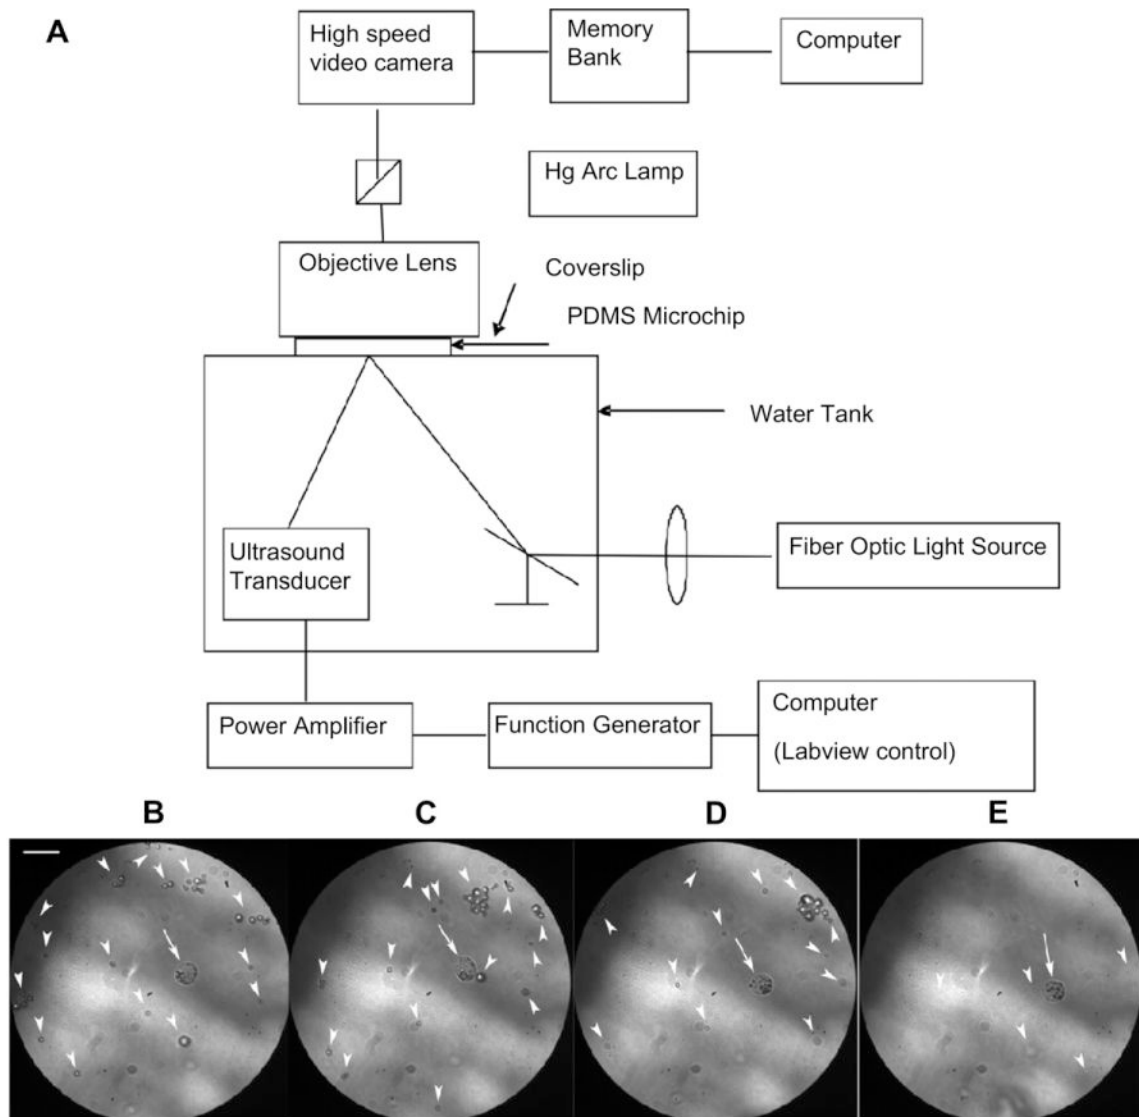 A
High speed
video camera
Memory
Bank
Computer
Hg Arc Lamp
Objective Lens
Coverslip
PDMS Microchip
Water Tank
Ultrasound
Transducer
Fiber Optic Light Source
Power Amplifier
Function Generator
Computer
(Labview control)
B
C
D
E